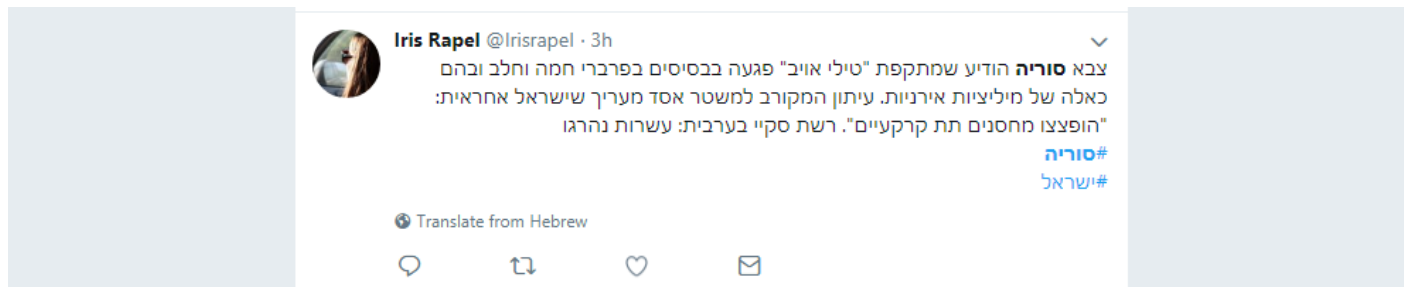 Iris Rapel @Irisrapel · 3h
צבא סוריה הודיע שמתקפת "טילי אויב" פגעה בבסיסים בפרברי חמה וחלב ובהם
כאלה של מיליציות אירניות. עיתון המקורב למשטר אסד מעריך שישראל אחראית:
"הופצצו מחסנים תת קרקעיים". רשת סקיי בערבית: עשרות נהרגו
#סוריה
#ישראל
Translate from Hebrew